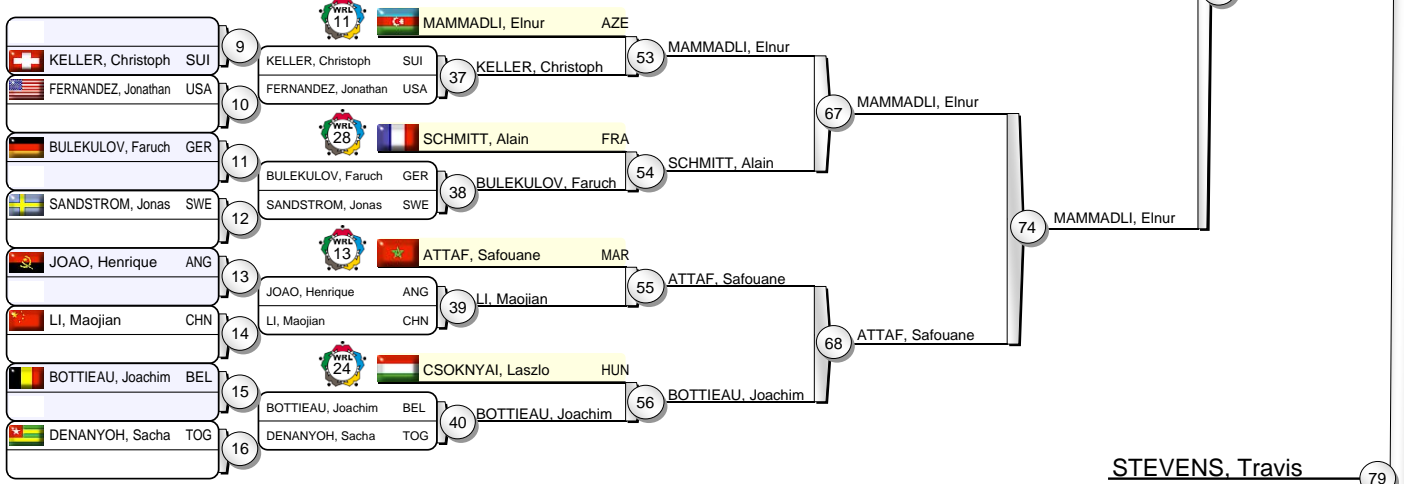 WRL
11
MAMMADLI, Elnur AZE
KELLER, Christoph SUI
9
FERNANDEZ, Jonathan USA
10
KELLER, Christoph SUI
FERNANDEZ, Jonathan USA
37
KELLER, Christoph
53
MAMMADLI, Elnur
BULEKULOV, Faruch GER
11
SANDSTROM, Jonas SWE
12
WRL
28
SCHMITT, Alain FRA
BULEKULOV, Faruch GER
SANDSTROM, Jonas SWE
38
BULEKULOV, Faruch
54
SCHMITT, Alain
67
MAMMADLI, Elnur
JOAO, Henrique ANG
13
LI, Maojian CHN
14
WRL
13
ATTAF, Safouane MAR
JOAO, Henrique ANG
LI, Maojian CHN
39
LI, Maojian
55
ATTAF, Safouane
BOTTIEAU, Joachim BEL
15
DENANYOH, Sacha TOG
16
WRL
24
CSOKNYAI, Laszlo HUN
BOTTIEAU, Joachim BEL
DENANYOH, Sacha TOG
40
BOTTIEAU, Joachim
56
BOTTIEAU, Joachim
68
ATTAF, Safouane
74
MAMMADLI, Elnur
STEVENS, Travis
79